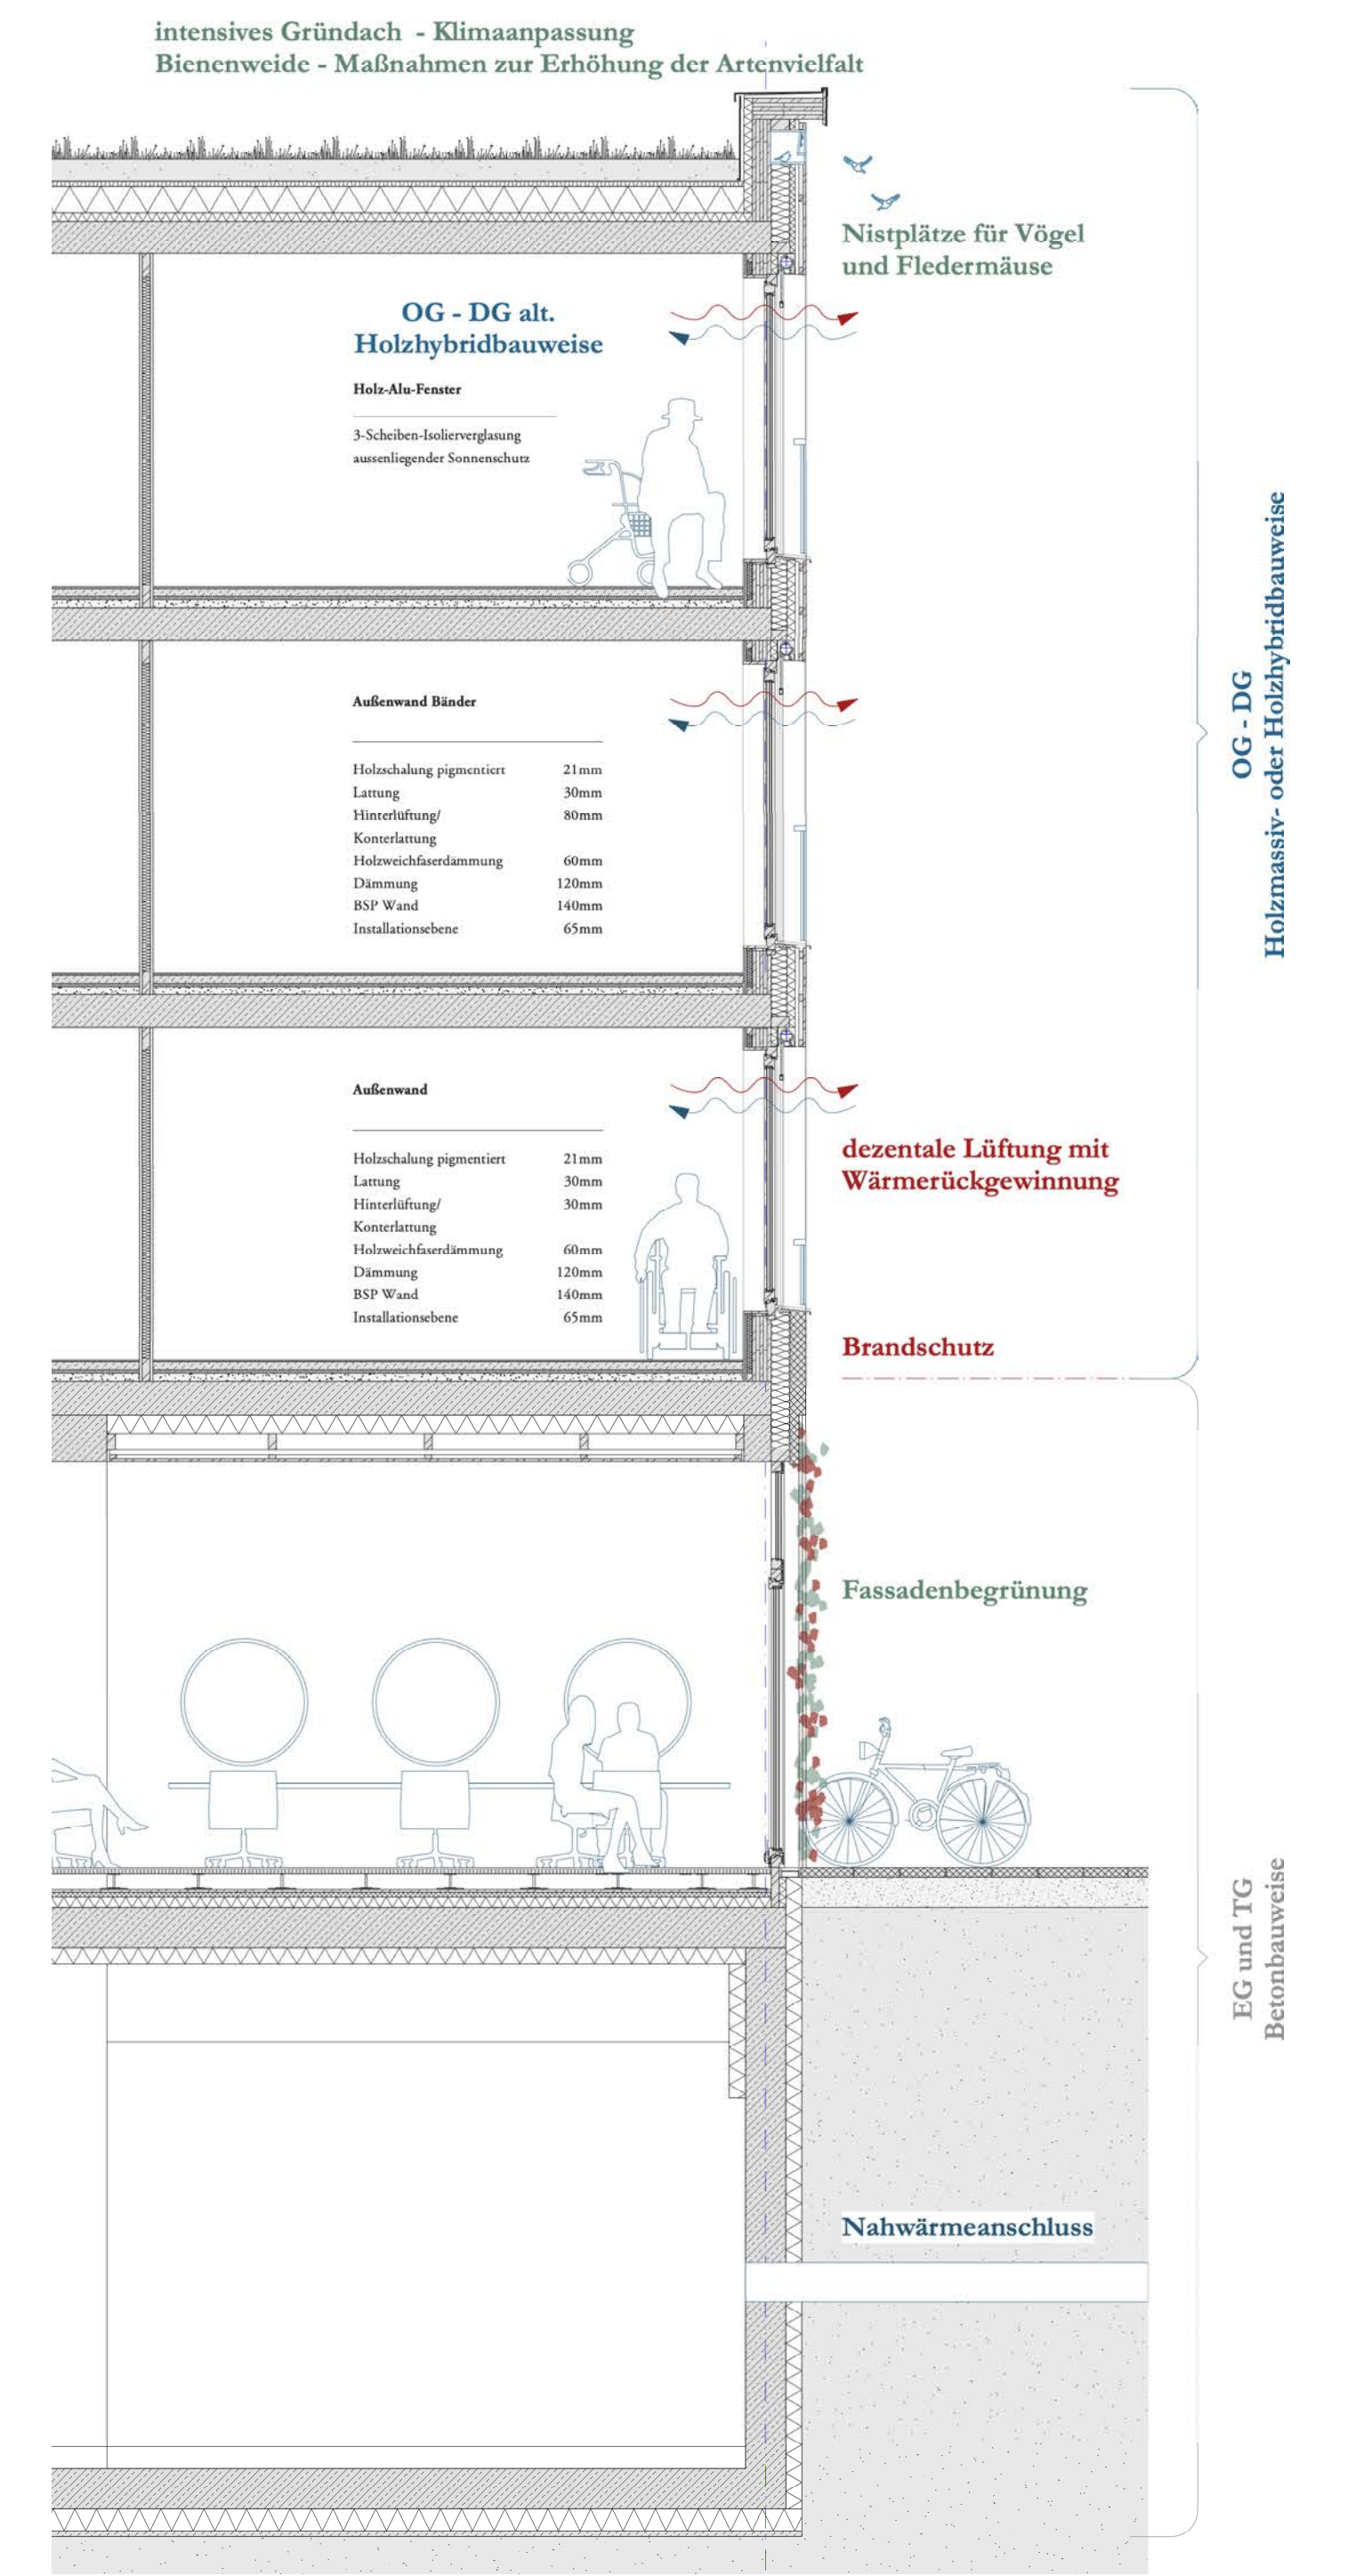 intensives Gründach - Klimaanpassung
Bienenweide - Maßnahmen zur Erhöhung der Artenvielfalt
Nistplätze für Vögel
und Fledermäuse
OG - DG alt.
Holzhybridbauweise
Holz-Alu-Fenster
3-Scheiben-Isolierverglasung
aussenliegender Sonnenschutz
Außenwand Bänder
Holzschalung pigmentiert 21mm
Lattung 30mm
Hinterlüftung/ 80mm
Konterlattung
Holzweichfaserdämmung 60mm
Dämmung 120mm
BSP Wand 140mm
Installationsebene 65mm
OG - DG
Holzmassiv- oder Holzhybridbauweise
Außenwand
Holzschalung pigmentiert 21mm
Lattung 30mm
Hinterlüftung/ 30mm
Konterlattung
Holzweichfaserdämmung 60mm
Dämmung 120mm
BSP Wand 140mm
Installationsebene 65mm
dezentale Lüftung mit
Wärmerückgewinnung
Brandschutz
Fassadenbegrünung
EG und TG
Betonbauweise
Nahwärmeanschluss